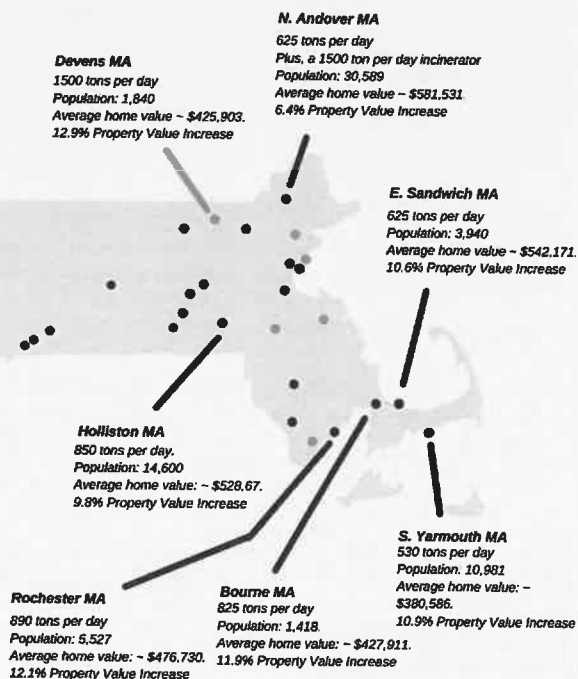 N. Andover MA
625 tons per day
Plus, a 1500 ton per day incinerator
Population: 30,589
Average home value ~ $581,531
6.4% Property Value Increase
Devens MA
1500 tons per day
Population: 1,840
Average home value ~ $425,903.
12.9% Property Value Increase
E. Sandwich MA
625 tons per day
Population: 3,940
Average home value ~ $542,171.
10.6% Property Value Increase
Holliston MA
850 tons per day.
Population: 14,600
Average home value: ~ $528,67.
9.8% Property Value Increase
S. Yarmouth MA
530 tons per day
Population: 10,981
Average home value: ~
$380,586.
10.9% Property Value Increase
Rochester MA
890 tons per day
Population: 5,527
Average home value: ~ $476,730.
12.1% Property Value Increase
Bourne MA
825 tons per day
Population: 1,418.
Average home value: ~ $427,911.
11.9% Property Value Increase